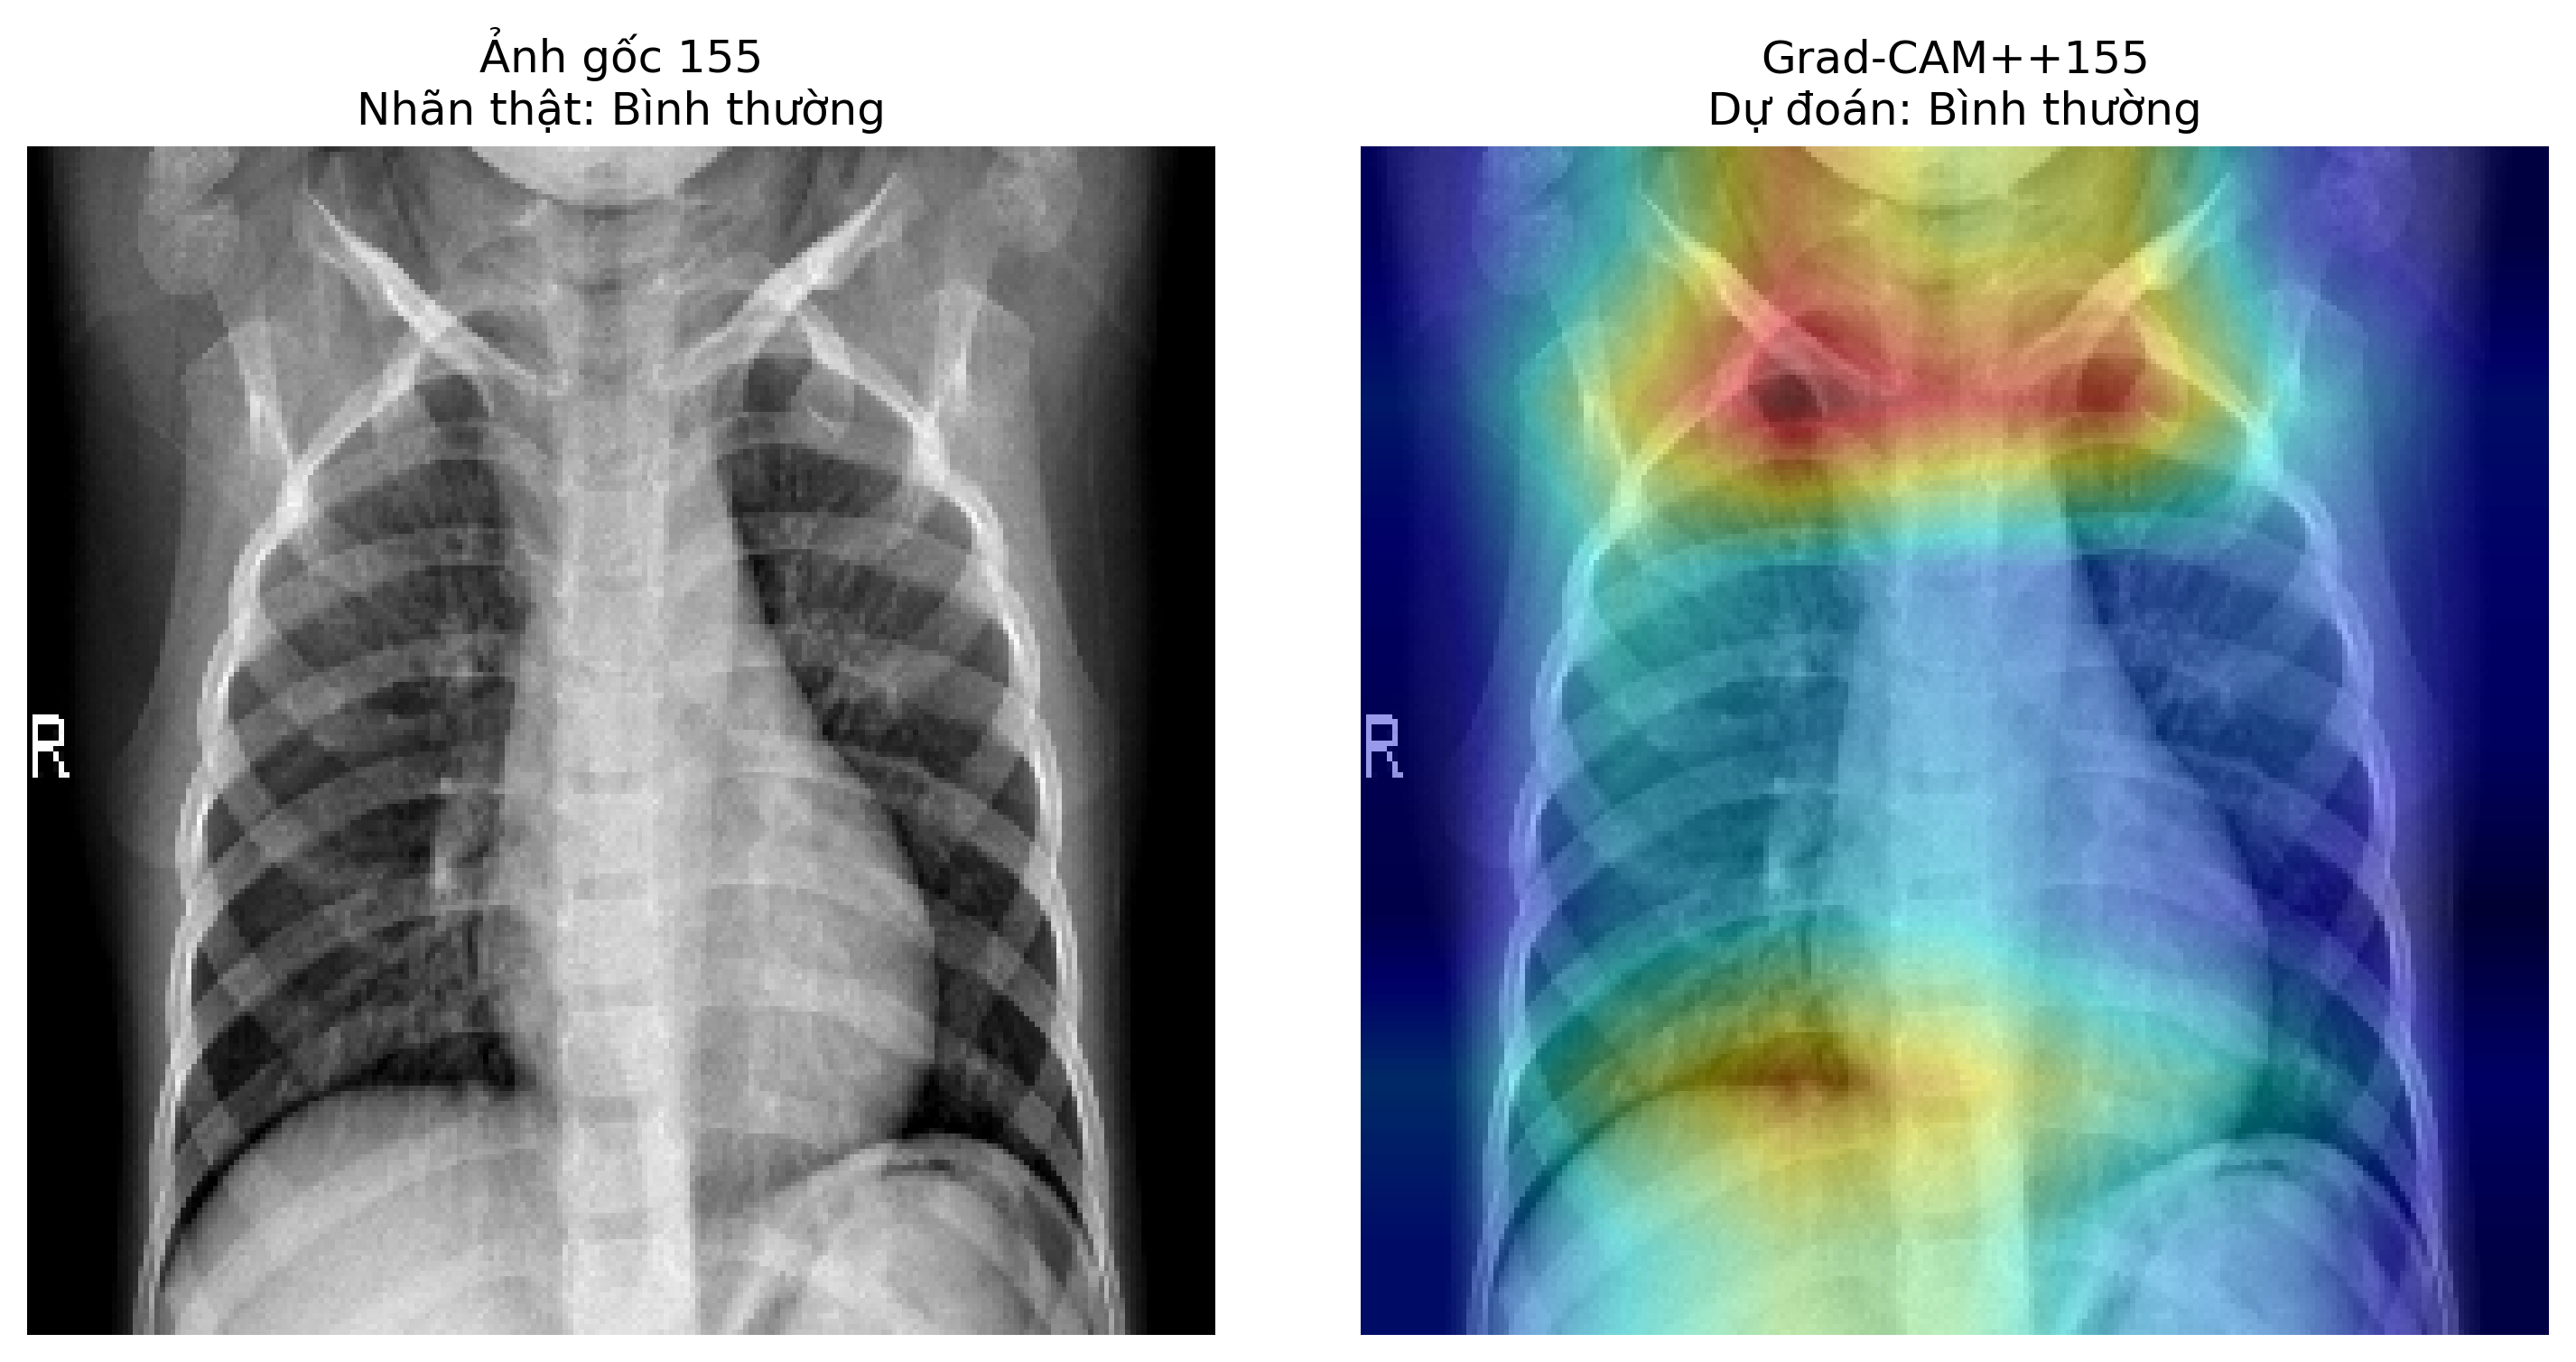 Ảnh gốc 155
Nhãn thật: Bình thường
Grad-CAM++155
Dự đoán: Bình thường
R
R